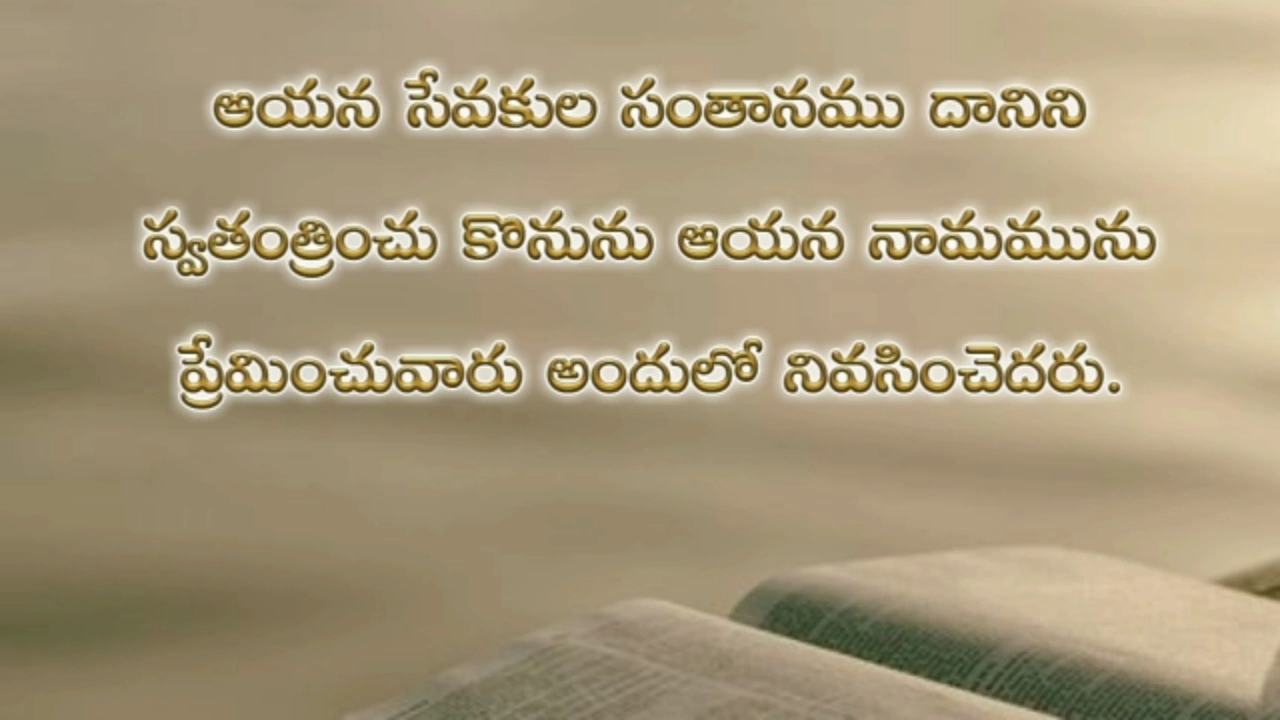 ఆయన సేవకుల సంతానము దానిని
స్వతంత్రించు కొనును ఆయన నామమును
ప్రేమించువారు అందులో నివసించెదరు.